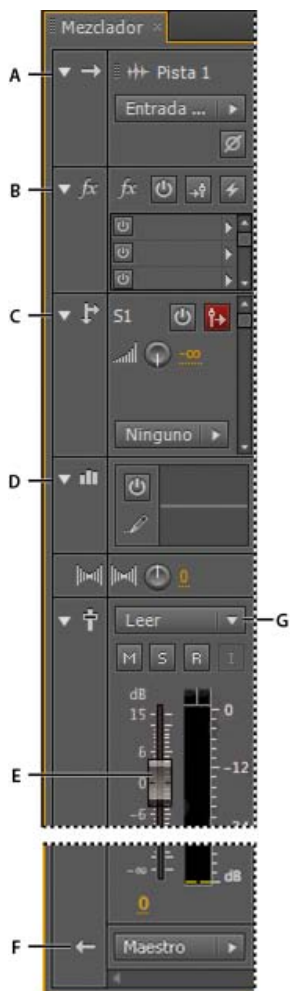 Mezclador ×
A
Pista 1
Entrada ...
Ø
B
fx fx
C
S1
-∞
Ninguno
D
0
Leer
G
M S R I
dB
15
0
6
E
0
-12
-6
-∞
dB
0
F
Maestro